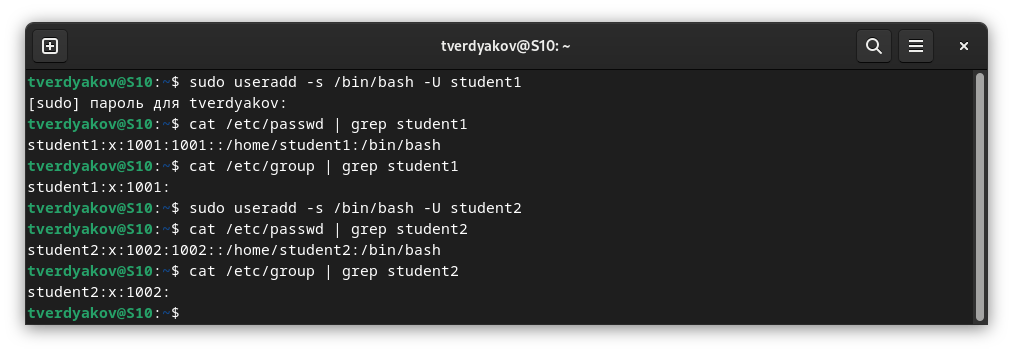 tverdyakov@S10: ~
tverdyakov@S10:~$ sudo useradd -s /bin/bash -U student1
[sudo] пароль для tverdyakov:
tverdyakov@S10:~$ cat /etc/passwd | grep student1
student1:x:1001:1001::/home/student1:/bin/bash
tverdyakov@S10:~$ cat /etc/group | grep student1
student1:x:1001:
tverdyakov@S10:~$ sudo useradd -s /bin/bash -U student2
tverdyakov@S10:~$ cat /etc/passwd | grep student2
student2:x:1002:1002::/home/student2:/bin/bash
tverdyakov@S10:~$ cat /etc/group | grep student2
student2:x:1002:
tverdyakov@S10:~$